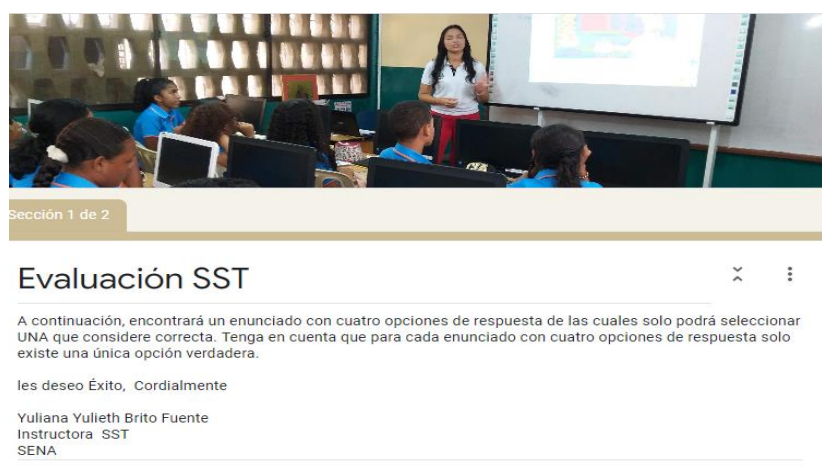 Sección 1 de 2
Evaluación SST
A continuación, encontrará un enunciado con cuatro opciones de respuesta de las cuales solo podrá seleccionar
UNA que considere correcta. Tenga en cuenta que para cada enunciado con cuatro opciones de respuesta solo
existe una única opción verdadera.
les deseo Éxito, Cordialmente
Yuliana Yulieth Brito Fuente
Instructora SST
SENA